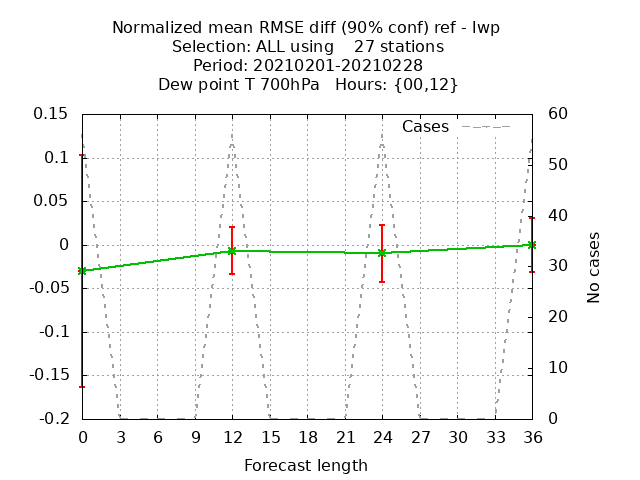 Normalized mean RMSE diff (90% conf) ref - lwp
Selection: ALL using    27 stations
Period: 20210201-20210228
Dew point T 700hPa   Hours: {00,12}
Cases
0.15
0.1
0.05
0
-0.05
-0.1
-0.15
-0.2
60
50
40
30
20
10
0
No cases
0 3 6 9 12 15 18 21 24 27 30 33 36
Forecast length